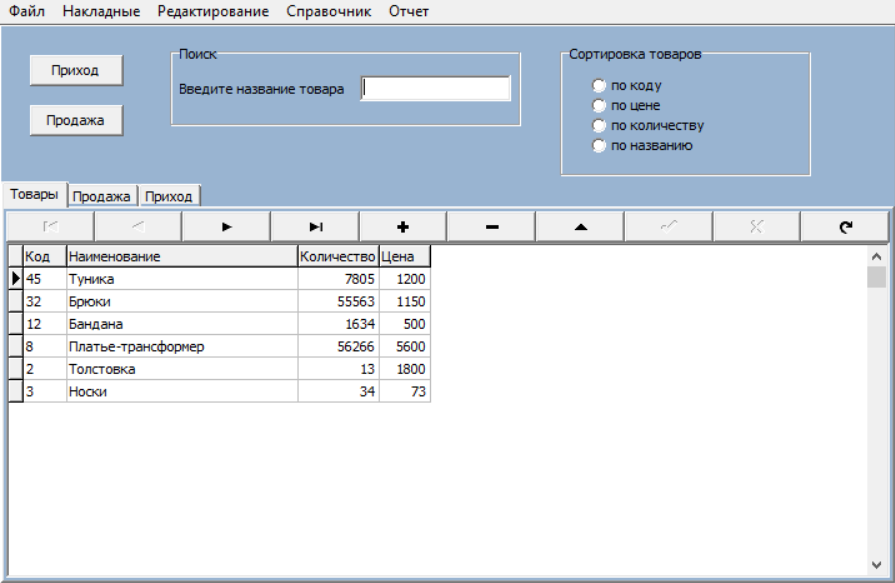 Файл Накладные Редактирование Справочник Отчет
Приход
Продажа
Поиск
Введите название товара
Сортировка товаров
по коду
по цене
по количеству
по названию
Товары Продажа Приход
Код Наименование Количество Цена
45 Туника 7805 1200
32 Брюки 55563 1150
12 Бандана 1634 500
8 Платье-трансформер 56266 5600
2 Толстовка 13 1800
3 Носки 34 73